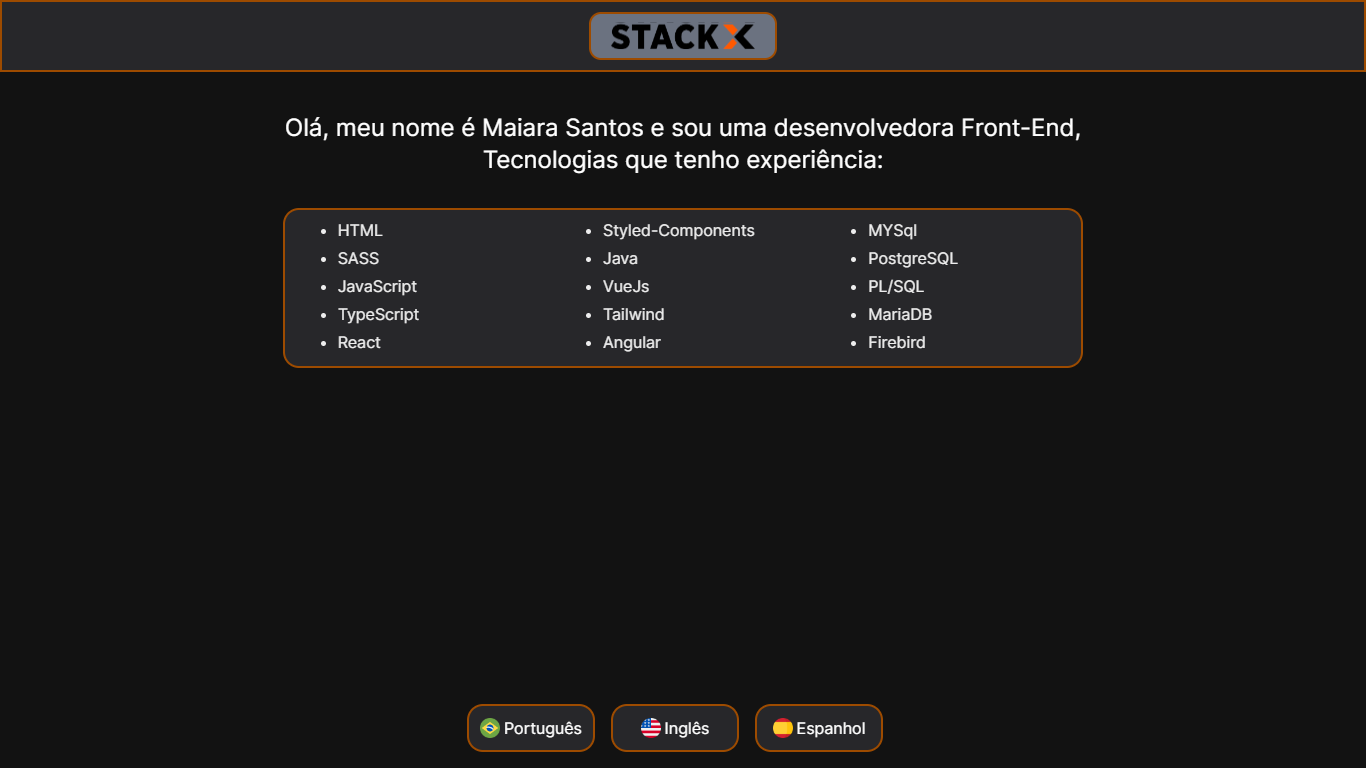 STACK X
Olá, meu nome é Maiara Santos e sou uma desenvolvedora Front-End,
Tecnologias que tenho experiência:
HTML
SASS
JavaScript
TypeScript
React
Styled-Components
Java
VueJs
Tailwind
Angular
MYSql
PostgreSQL
PL/SQL
MariaDB
Firebird
Português
Inglês
Espanhol